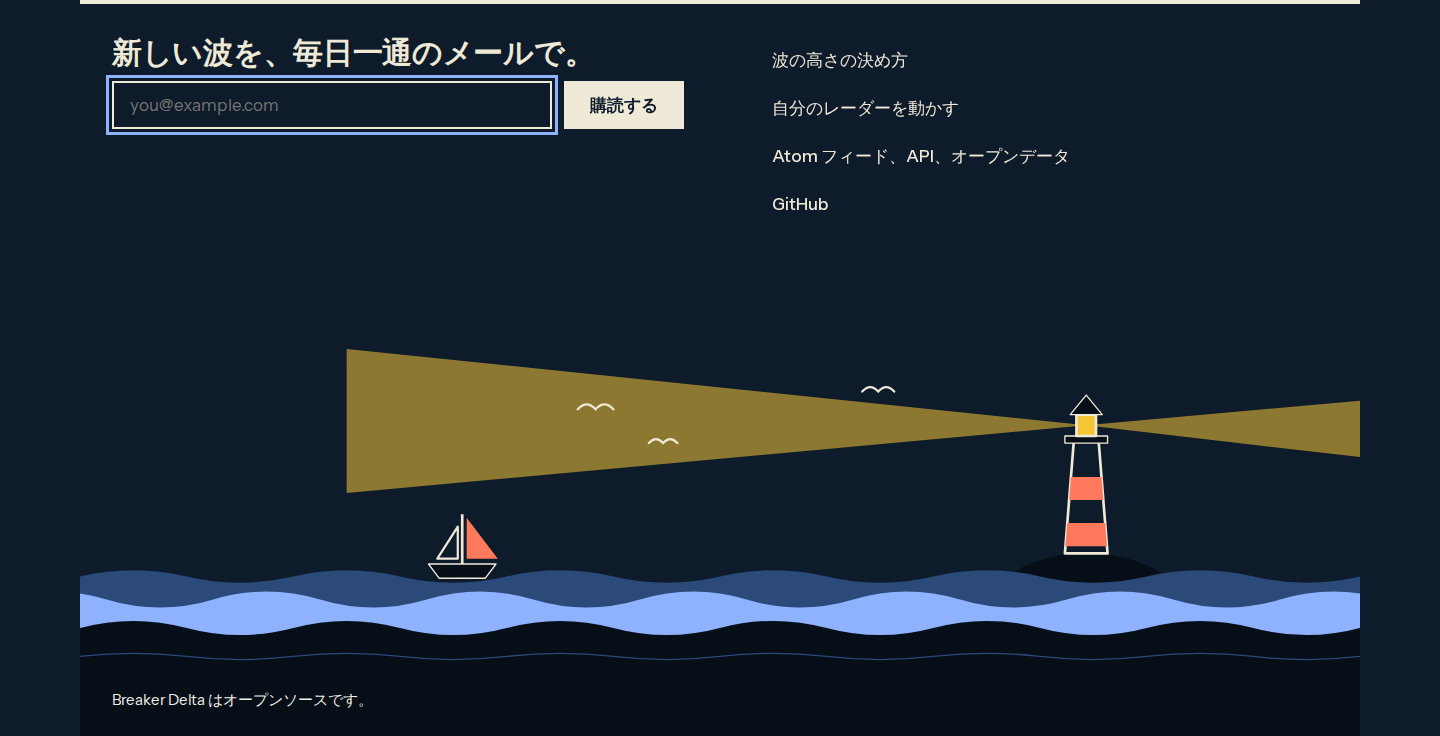 新しい波を、毎日一通のメールで。
you@example.com
購読する
波の高さの決め方
自分のレーダーを動かす
Atom フィード、API、オープンデータ
GitHub
Breaker Delta はオープンソースです。